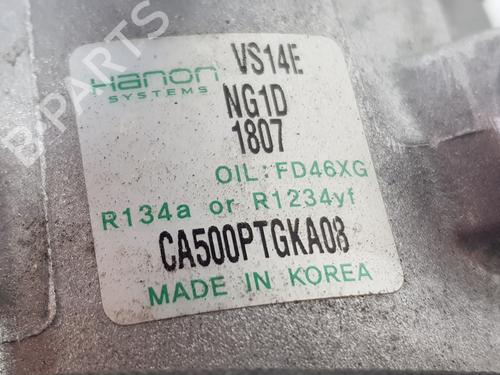 Hanon
SYSTEMS
VS14E
NG1D
1807
OIL: FD46XG
R134a or R1234yf
CA500PTGKA08
MADE IN KOREA
B-PARTS